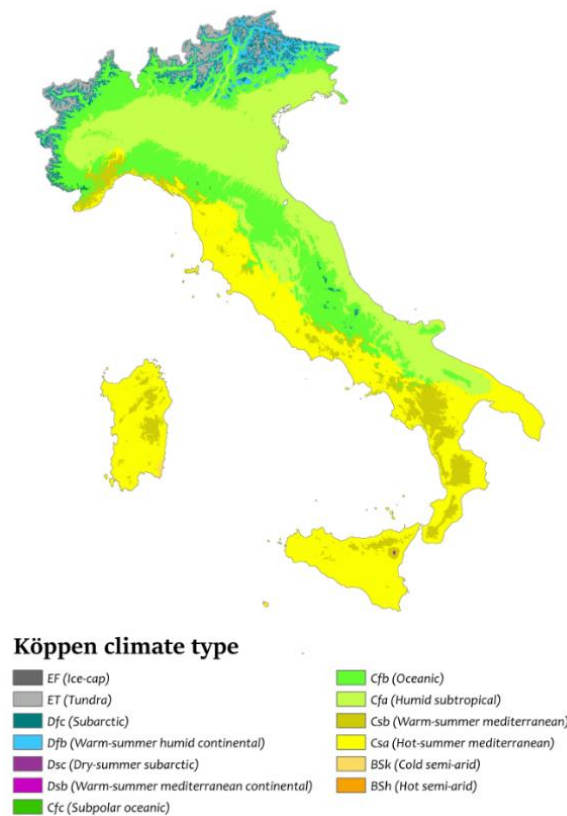 Köppen climate type
EF (Ice-cap)
ET (Tundra)
Dfc (Subarctic)
Dfb (Warm-summer humid continental)
Dsc (Dry-summer subarctic)
Dsb (Warm-summer mediterranean continental)
Cfc (Subpolar oceanic)
Cfb (Oceanic)
Cfa (Humid subtropical)
Csb (Warm-summer mediterranean)
Csa (Hot-summer mediterranean)
BSk (Cold semi-arid)
BSh (Hot semi-arid)